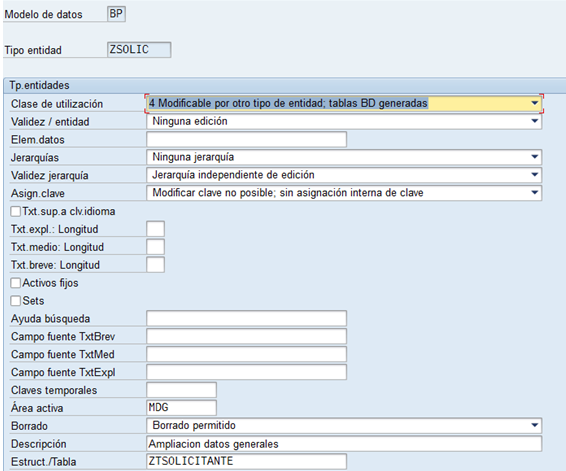 Modelo de datos BP
Tipo entidad ZSOLIC
Tp.entidades
Clase de utilización 4 Modificable por otro tipo de entidad; tablas BD generadas
Validez / entidad Ninguna edición
Elem.datos
Jerarquías Ninguna jerarquía
Validez jerarquía Jerarquía independiente de edición
Asign.clave Modificar clave no posible; sin asignación interna de clave
Txt.sup.a clv.idioma
Txt.expl.: Longitud
Txt.medio: Longitud
Txt.breve: Longitud
Activos fijos
Sets
Ayuda búsqueda
Campo fuente TxtBrev
Campo fuente TxtMed
Campo fuente TxtExpl
Claves temporales
Área activa MDG
Borrado Borrado permitido
Descripción Ampliacion datos generales
Estruct./Tabla ZTSOLICITANTE